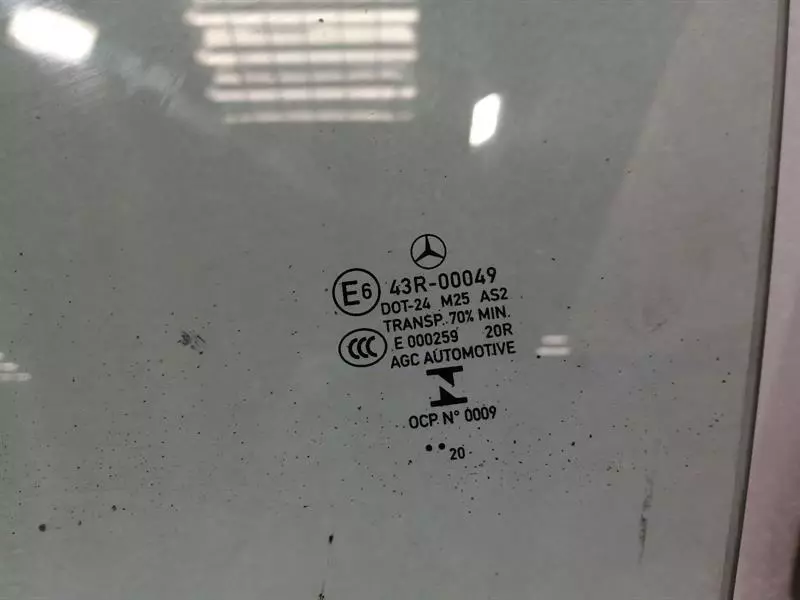 E6 43R-00049
DOT-24 M25 AS2
TRANSP. 70% MIN.
CCC E 000259 20R
AGC AUTOMOTIVE
OCP N° 0009
•• 20